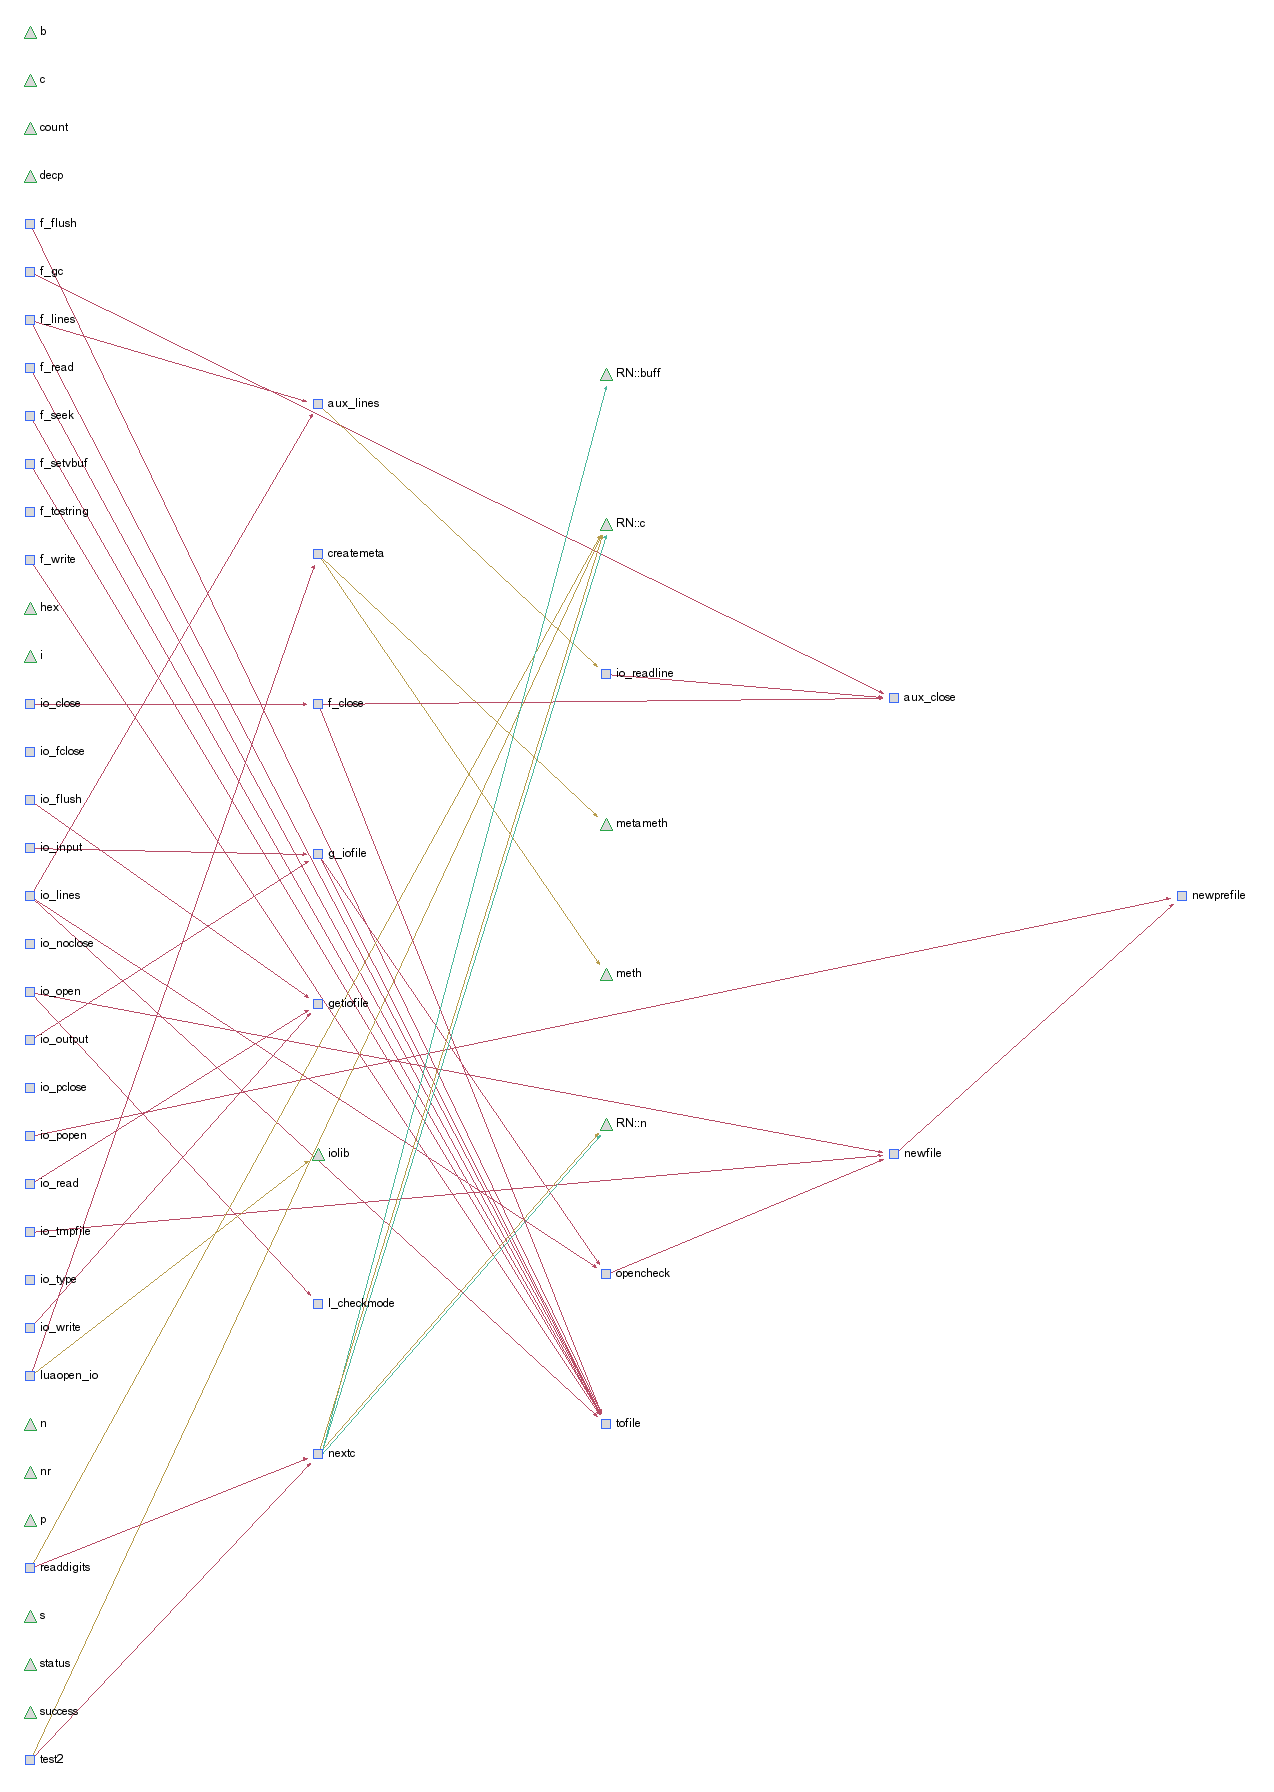 b
c
count
decp
f_flush
f_gc
f_lines
f_read
f_seek
f_setvbuf
f_tostring
f_write
hex
i
io_close
io_fclose
io_flush
io_input
io_lines
io_noclose
io_open
io_output
io_pclose
io_popen
io_read
io_tmpfile
io_type
io_write
luaopen_io
n
nr
p
readdigits
s
status
success
test2
aux_lines
createmeta
f_close
g_iofile
getiofile
iolib
l_checkmode
nextc
RN::buff
RN::c
io_readline
metameth
meth
RN::n
opencheck
tofile
aux_close
newfile
newprefile